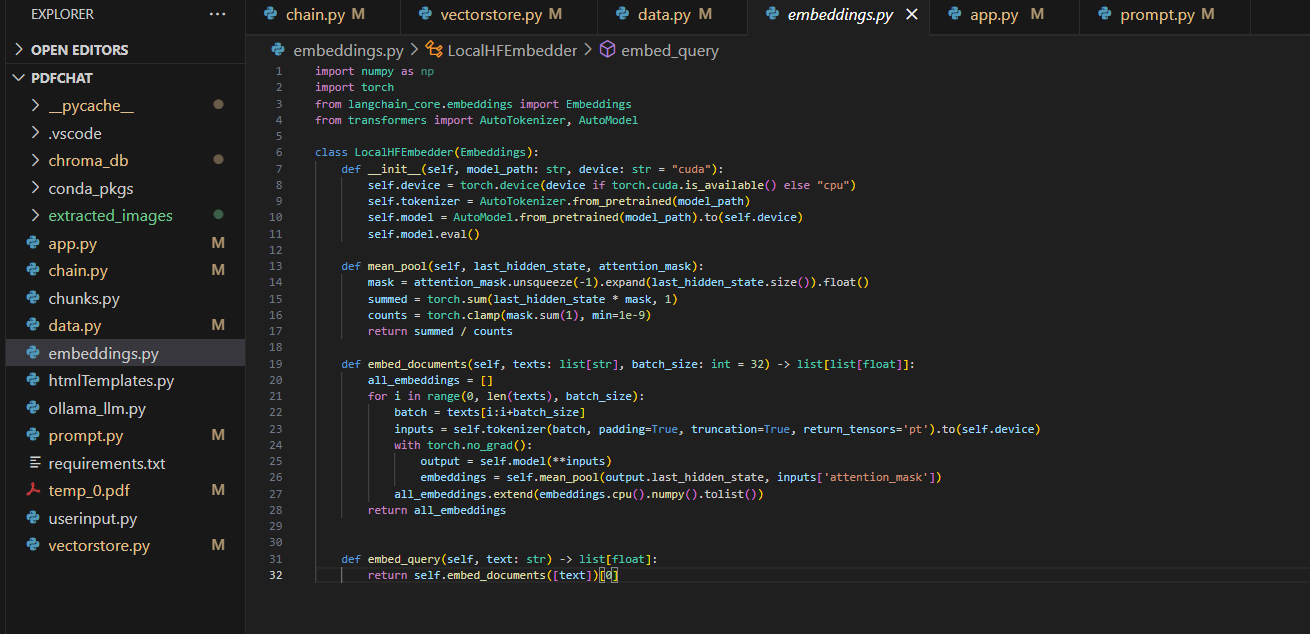 EXPLORER ...
OPEN EDITORS
PDFCHAT
__pycache__
.vscode
chroma_db
conda_pkgs
extracted_images
app.py M
chain.py M
chunks.py
data.py M
embeddings.py
htmlTemplates.py
ollama_llm.py
prompt.py M
requirements.txt
temp_0.pdf M
userinput.py
vectorstore.py M
chain.py M vectorstore.py M data.py M embeddings.py app.py M prompt.py M
embeddings.py > LocalHFEmbedder > embed_query
1 import numpy as np
2 import torch
3 from langchain_core.embeddings import Embeddings
4 from transformers import AutoTokenizer, AutoModel
5
6 class LocalHFEmbedder(Embeddings):
7     def __init__(self, model_path: str, device: str = "cuda"):
8         self.device = torch.device(device if torch.cuda.is_available() else "cpu")
9         self.tokenizer = AutoTokenizer.from_pretrained(model_path)
10         self.model = AutoModel.from_pretrained(model_path).to(self.device)
11         self.model.eval()
12
13     def mean_pool(self, last_hidden_state, attention_mask):
14         mask = attention_mask.unsqueeze(-1).expand(last_hidden_state.size()).float()
15         summed = torch.sum(last_hidden_state * mask, 1)
16         counts = torch.clamp(mask.sum(1), min=1e-9)
17         return summed / counts
18
19     def embed_documents(self, texts: list[str], batch_size: int = 32) -> list[list[float]]:
20         all_embeddings = []
21         for i in range(0, len(texts), batch_size):
22             batch = texts[i:i+batch_size]
23             inputs = self.tokenizer(batch, padding=True, truncation=True, return_tensors='pt').to(self.device)
24             with torch.no_grad():
25                 output = self.model(**inputs)
26                 embeddings = self.mean_pool(output.last_hidden_state, inputs['attention_mask'])
27             all_embeddings.extend(embeddings.cpu().numpy().tolist())
28         return all_embeddings
29
30
31     def embed_query(self, text: str) -> list[float]:
32         return self.embed_documents([text])[0]